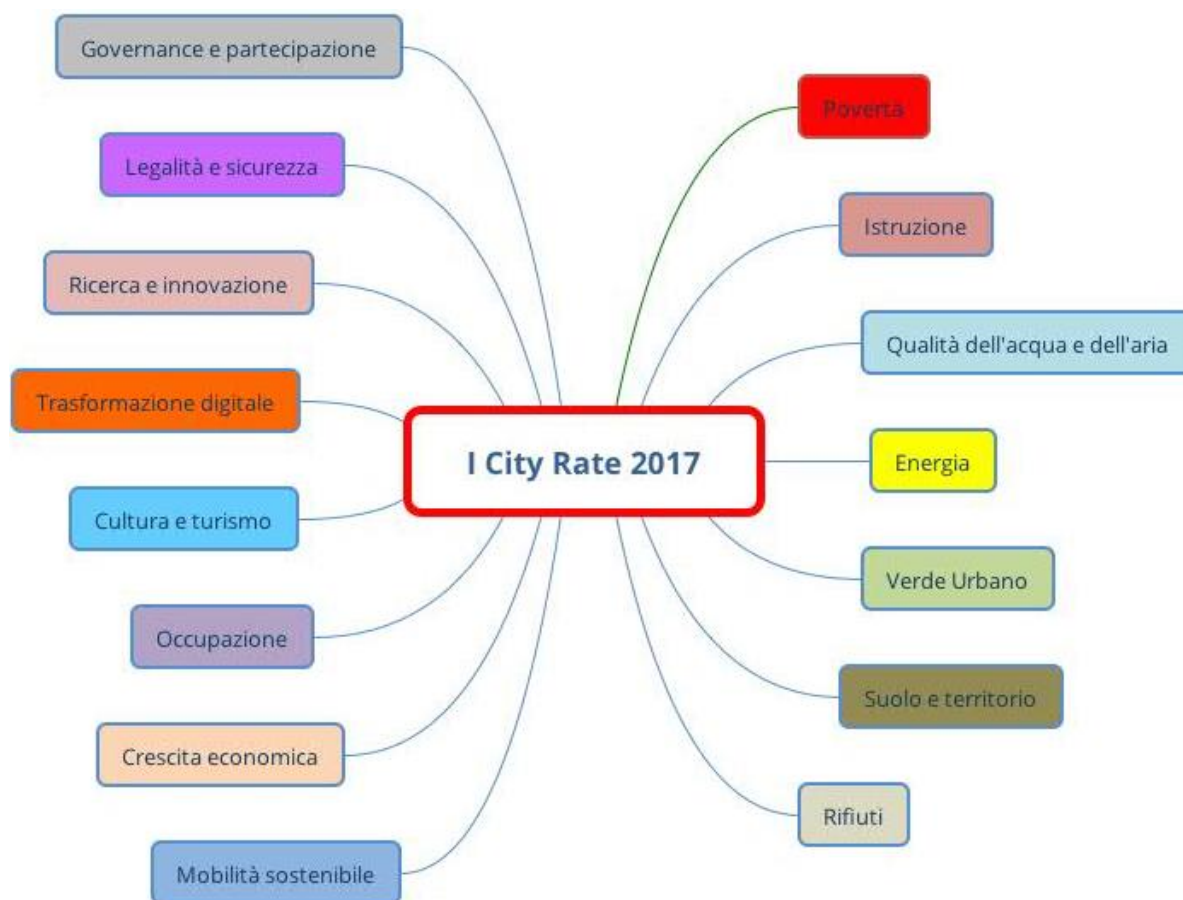 Governance e partecipazione
Legalità e sicurezza
Ricerca e innovazione
Trasformazione digitale
Cultura e turismo
Occupazione
Crescita economica
Mobilità sostenibile
I City Rate 2017
Povertà
Istruzione
Qualità dell'acqua e dell'aria
Energia
Verde Urbano
Suolo e territorio
Rifiuti